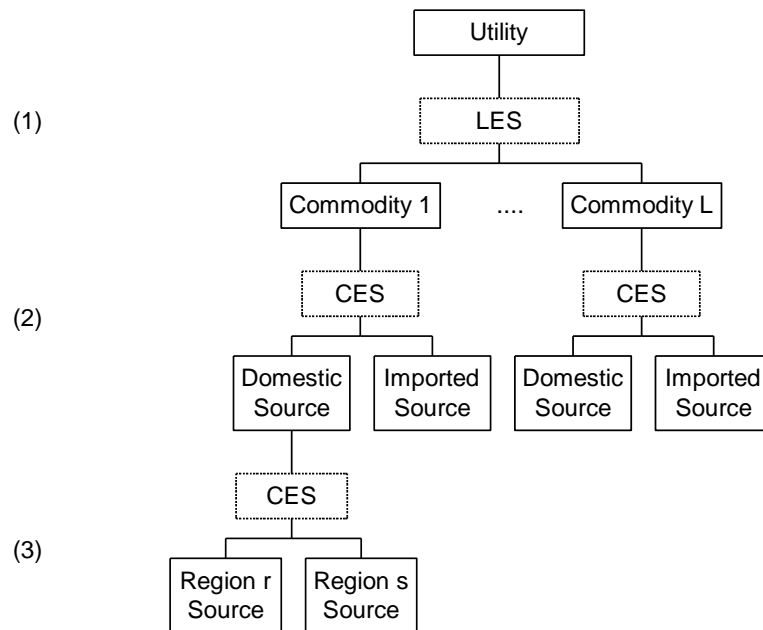 Utility
(1)
LES
Commodity 1
....
Commodity L
CES
CES
(2)
Domestic
Source
Imported
Source
Domestic
Source
Imported
Source
CES
(3)
Region r
Source
Region s
Source